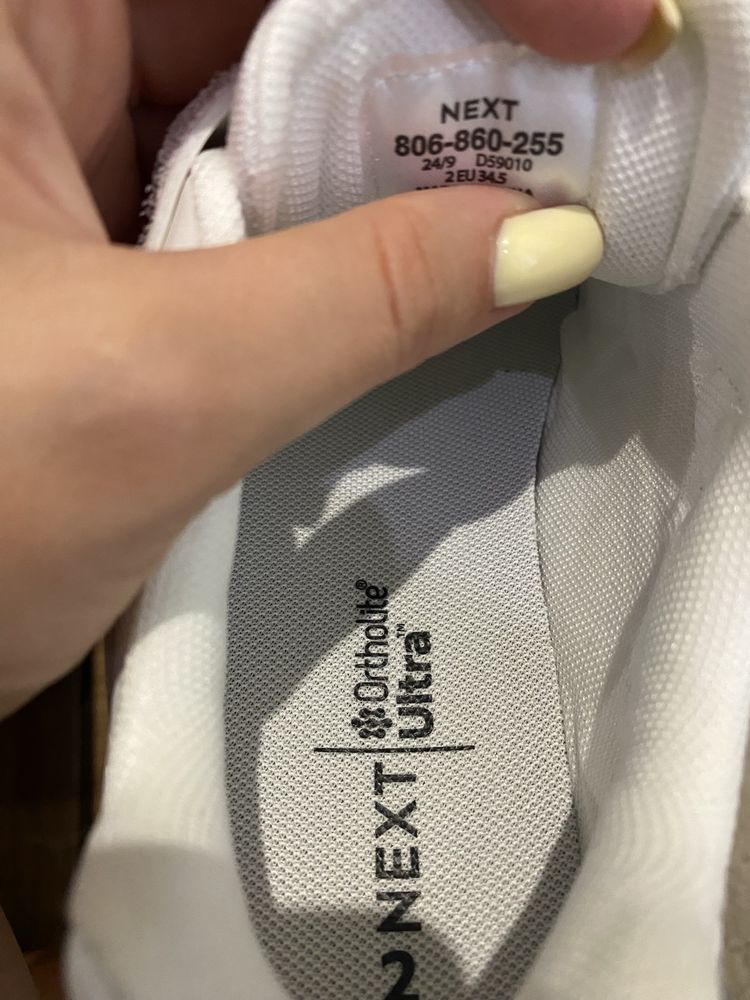 NEXT
806-860-255
24/9 D59010
2 EU 34.5
OrthoLite®
Ultra™
NEXT
2